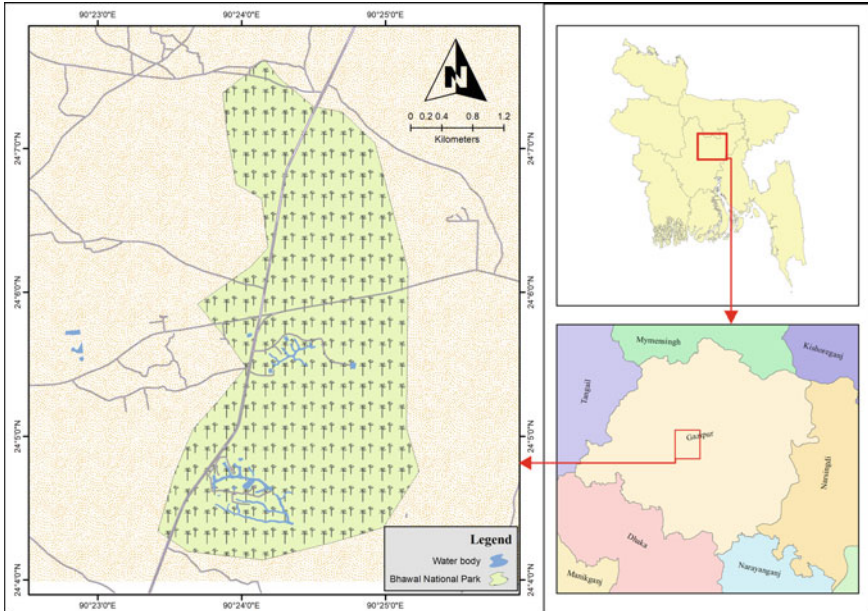 90°23'0"E 90°24'0"E 90°25'0"E
N
0 0.2 0.4 0.8 1.2
Kilometers
24°7'0"N
24°7'0"N
24°6'0"N
24°6'0"N
24°5'0"N
24°5'0"N
24°4'0"N
24°4'0"N
Legend
Water body
Bhawal National Park
90°23'0"E 90°24'0"E 90°25'0"E
Mymensingh
Kishoreganj
Tangail
Gazipur
Narsingdi
Dhaka
Narayanganj
Manikganj